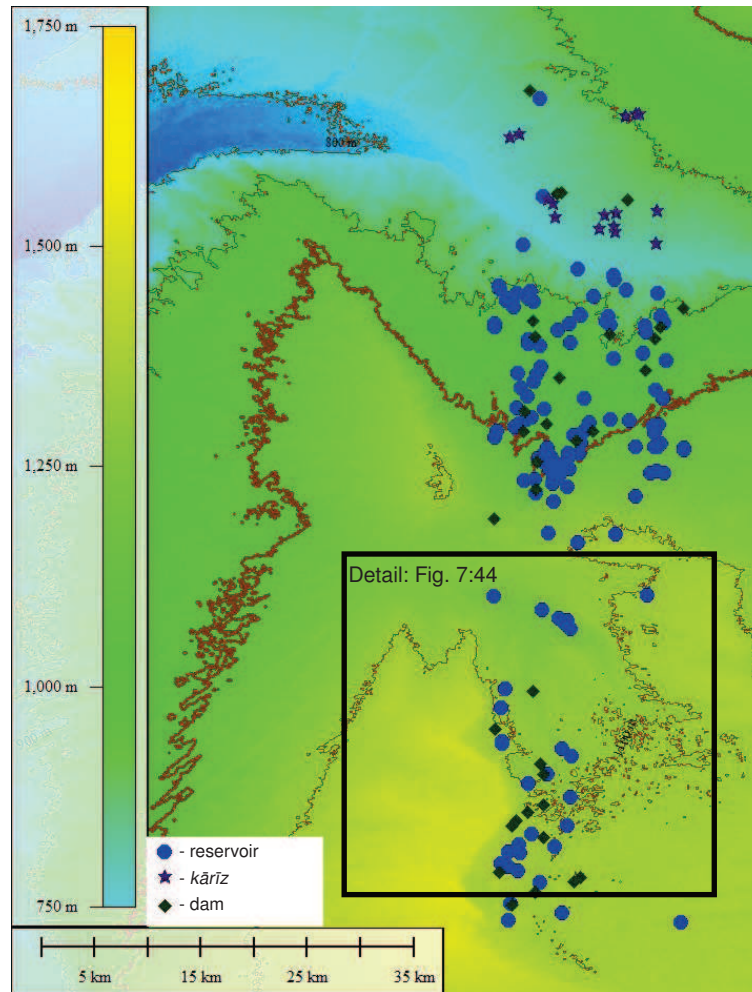 1,750 m
800 m
1,500 m
1,250 m
Detail: Fig. 7:44
1,000 m
- reservoir
- kārīz
- dam
750 m
5 km 15 km 25 km 35 km